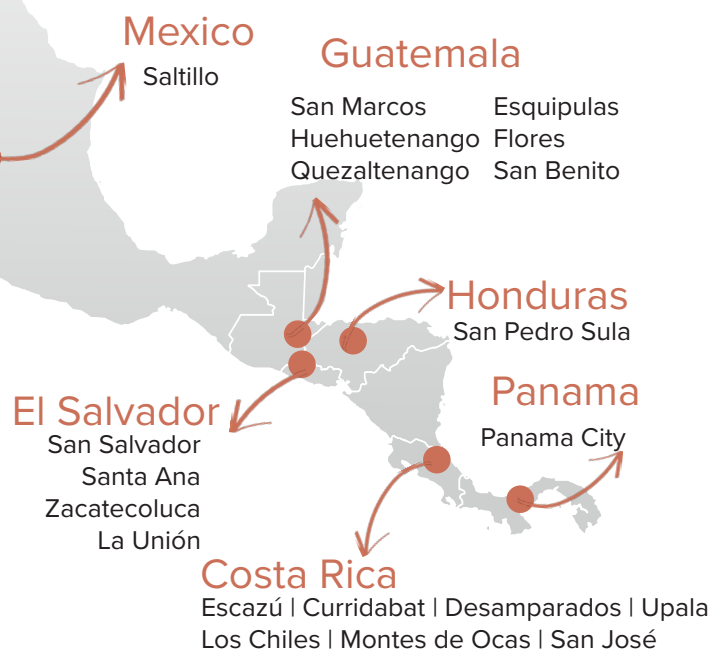 Mexico
Saltillo
Guatemala
San Marcos
Huehuetenango
Quezaltenango
Esquipulas
Flores
San Benito
Honduras
San Pedro Sula
Panama
Panama City
El Salvador
San Salvador
Santa Ana
Zacatecoluca
La Unión
Costa Rica
Escazú | Curridabat | Desamparados | Upala
Los Chiles | Montes de Ocas | San José